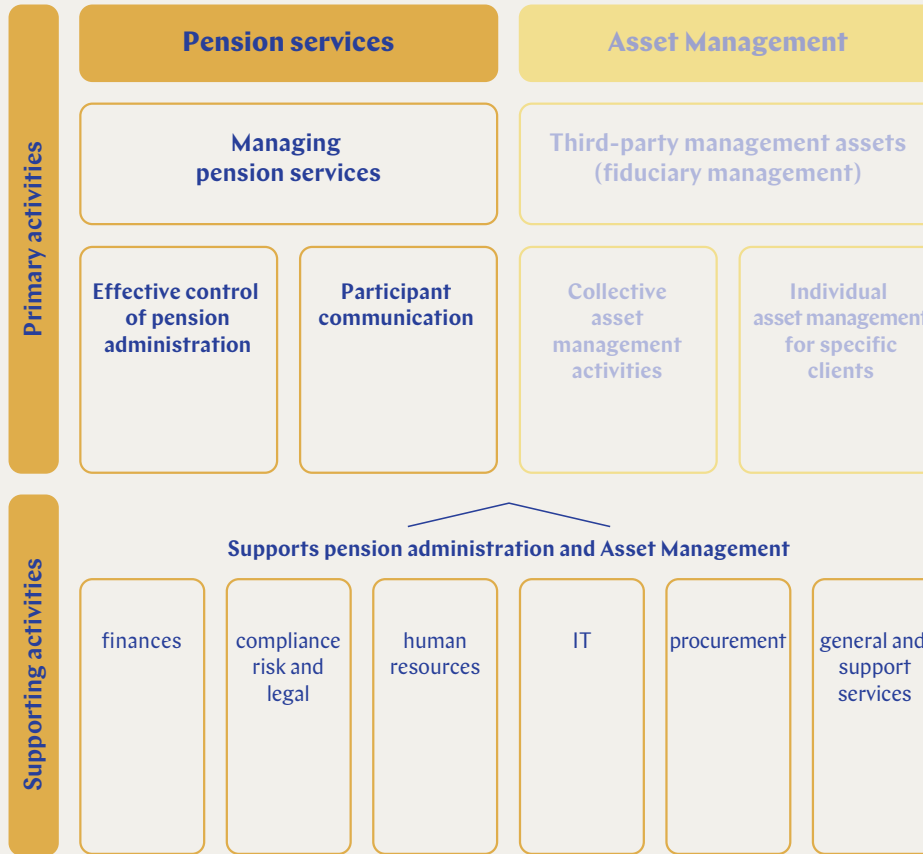 Primary activities
Pension services
Asset Management
Managing
pension services
Third-party management assets
(fiduciary management)
Effective control
of pension
administration
Participant
communication
Collective
asset
management
activities
Individual
asset management
for specific
clients
Supporting activities
Supports pension administration and Asset Management
finances
compliance
risk and
legal
human
resources
IT
procurement
general and
support
services